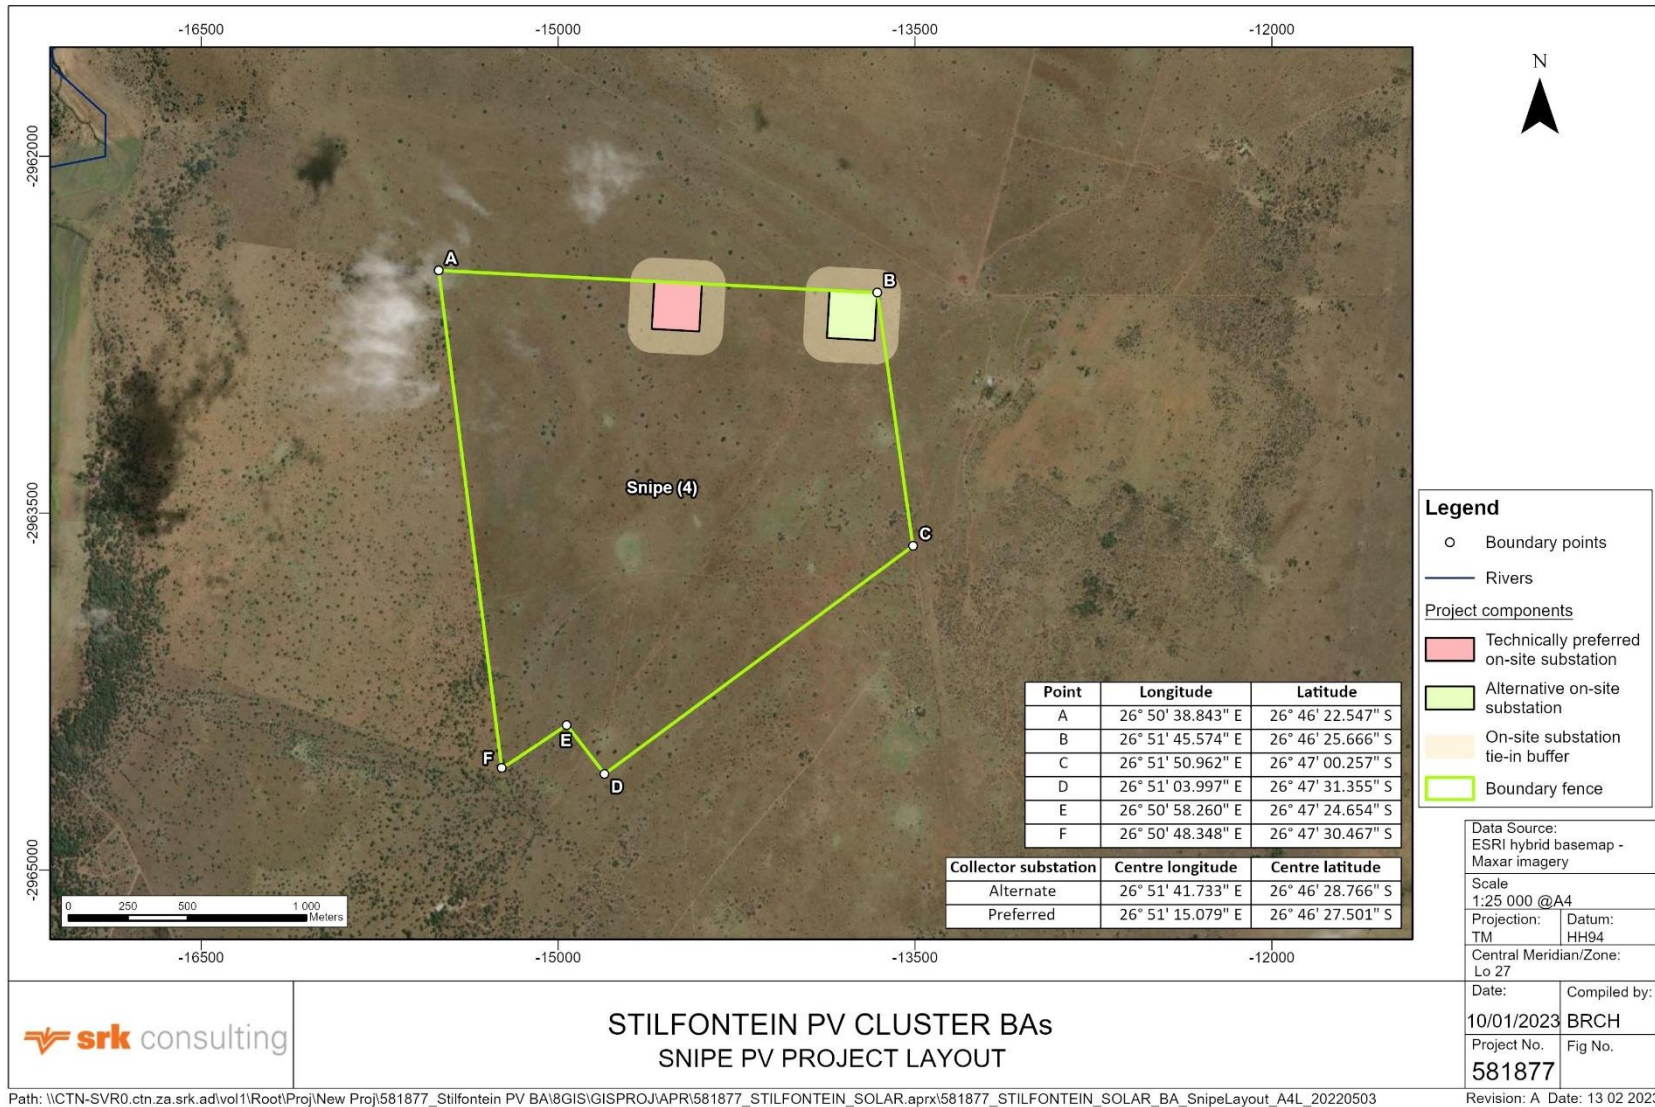 -16500 -15000 -13500 -12000
N
-2962000
-2963500
-2965000
A
B
Snipe (4)
C
E
F
D
Legend
Boundary points
Rivers
Project components
Technically preferred
on-site substation
Alternative on-site
substation
On-site substation
tie-in buffer
Boundary fence
Point Longitude Latitude
A 26° 50' 38.843" E 26° 46' 22.547" S
B 26° 51' 45.574" E 26° 46' 25.666" S
C 26° 51' 50.962" E 26° 47' 00.257" S
D 26° 51' 03.997" E 26° 47' 31.355" S
E 26° 50' 58.260" E 26° 47' 24.654" S
F 26° 50' 48.348" E 26° 47' 30.467" S
Collector substation Centre longitude Centre latitude
Alternate 26° 51' 41.733" E 26° 46' 28.766" S
Preferred 26° 51' 15.079" E 26° 46' 27.501" S
0 250 500 1 000
Meters
-16500 -15000 -13500 -12000
Data Source:
ESRI hybrid basemap -
Maxar imagery
Scale
1:25 000 @A4
Projection: Datum:
TM HH94
Central Meridian/Zone:
Lo 27
Date: Compiled by:
10/01/2023 BRCH
Project No. Fig No.
581877
srk consulting
STILFONTEIN PV CLUSTER BAs
SNIPE PV PROJECT LAYOUT
Path: \\CTN-SVR0.ctn.za.srk.ad\vol1\Root\Proj\New Proj\581877_Stilfontein PV BA\8GIS\GISPROJ\APR\581877_STILFONTEIN_SOLAR.aprx\581877_STILFONTEIN_SOLAR_BA_SnipeLayout_A4L_20220503
Revision: A Date: 13 02 2023